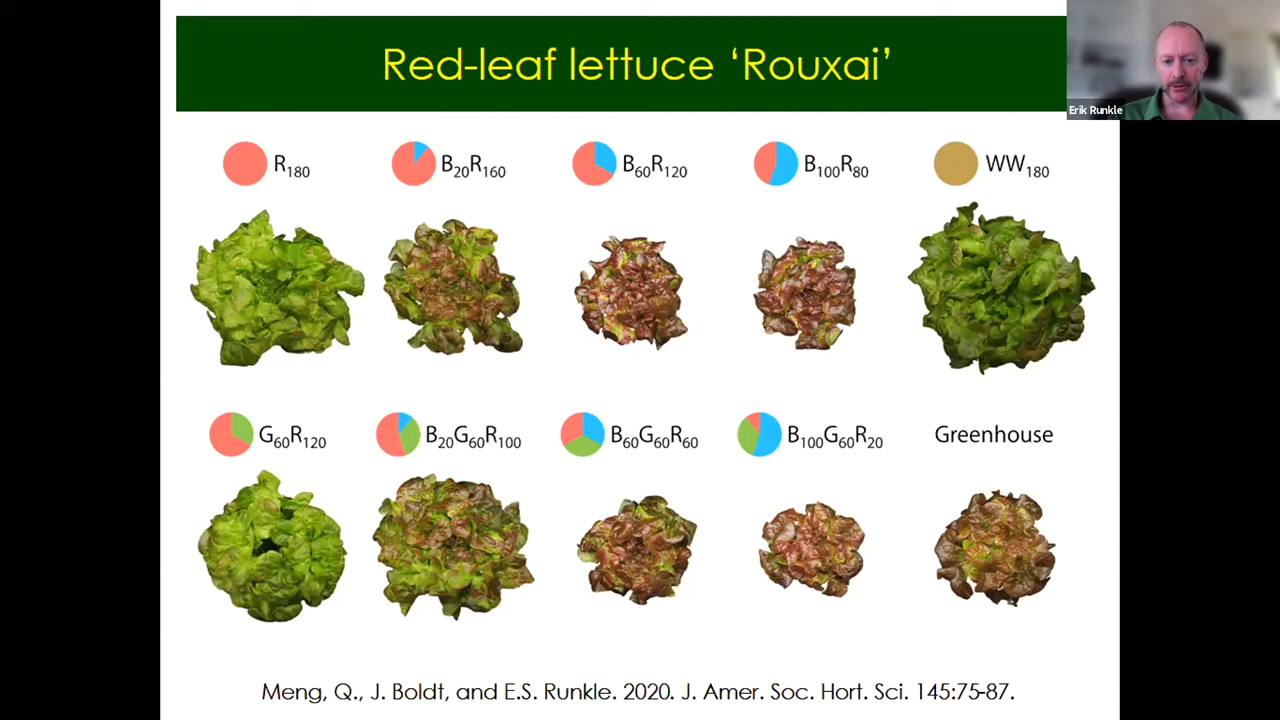 Red-leaf lettuce ‘Rouxai’
Erik Runkle
R180 B20R160 B60R120 B100R80 WW180
G60R120 B20G60R100 B60G60R60 B100G60R20 Greenhouse
Meng, Q., J. Boldt, and E.S. Runkle. 2020. J. Amer. Soc. Hort. Sci. 145:75-87.